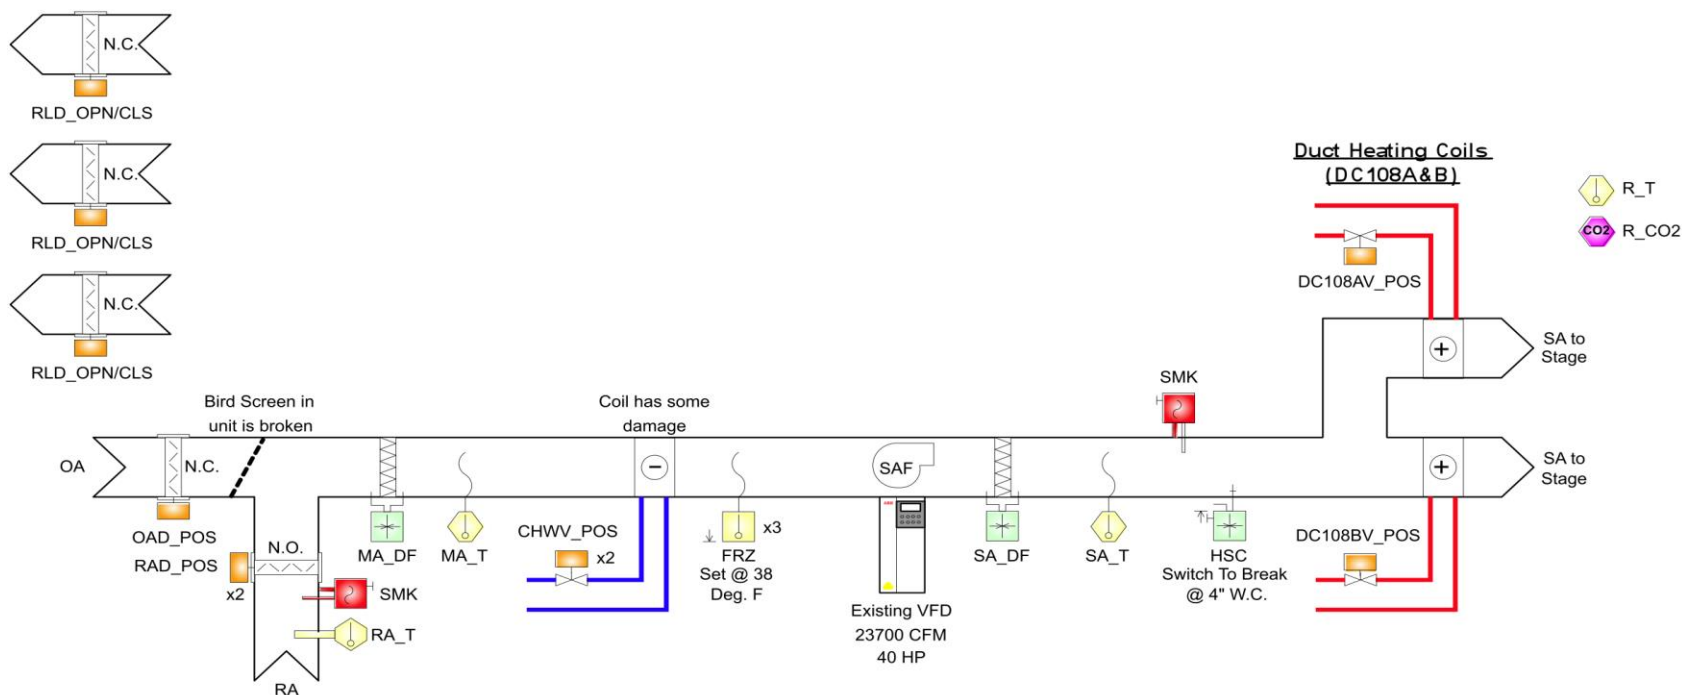 N.C.
RLD_OPN/CLS
N.C.
RLD_OPN/CLS
N.C.
RLD_OPN/CLS
Duct Heating Coils
(DC108A&B)
R_T
CO2
R_CO2
DC108AV_POS
SA to
Stage
SMK
Bird Screen in
unit is broken
Coil has some
damage
OA
N.C.
SAF
SA to
Stage
OAD_POS
MA_DF
MA_T
CHWV_POS
x2
x3
FRZ
Set @ 38
Deg. F
SA_DF
SA_T
HSC
Switch To Break
@ 4" W.C.
DC108BV_POS
N.O.
RAD_POS
x2
SMK
RA_T
RA
Existing VFD
23700 CFM
40 HP